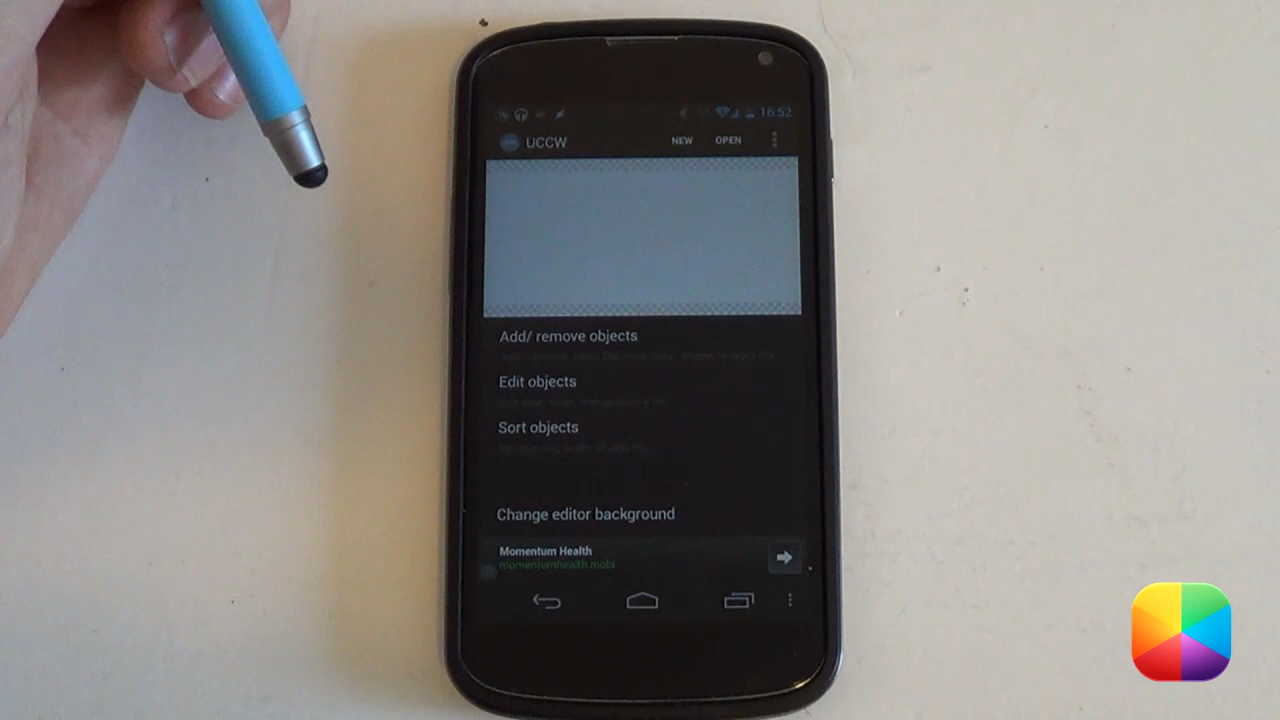 16:52
UCCW NEW OPEN
Add/ remove objects
Edit objects
Sort objects
Change editor background
Momentum Health
momentumhealth.mobi